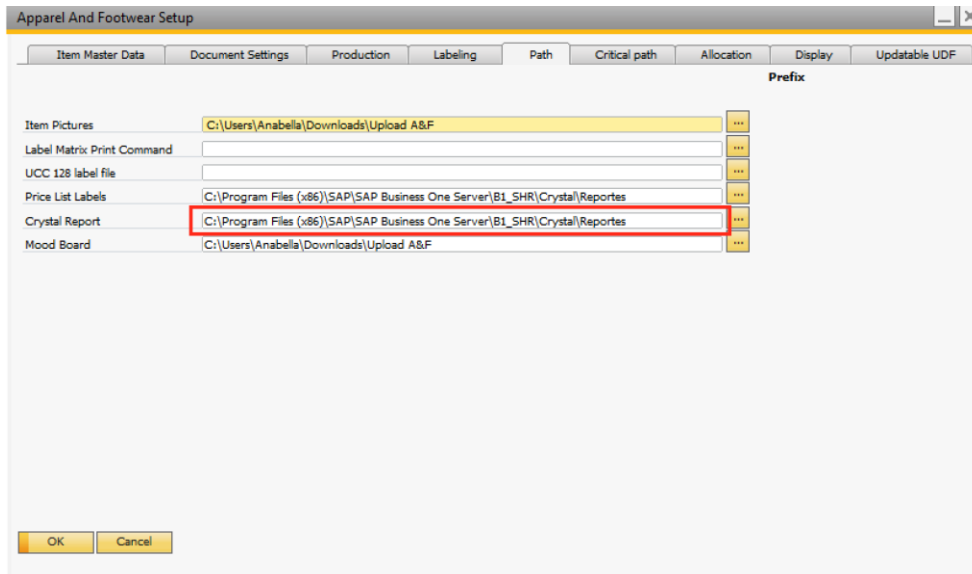 Apparel And Footwear Setup
Item Master Data Document Settings Production Labeling Path Critical path Allocation Display Updatable UDF
Prefix
Item Pictures C:\Users\Anabella\Downloads\Upload A&F ...
Label Matrix Print Command ...
UCC 128 label file ...
Price List Labels C:\Program Files (x86)\SAP\SAP Business One Server\B1_SHR\Crystal\Reportes ...
Crystal Report C:\Program Files (x86)\SAP\SAP Business One Server\B1_SHR\Crystal\Reportes ...
Mood Board C:\Users\Anabella\Downloads\Upload A&F ...
OK Cancel